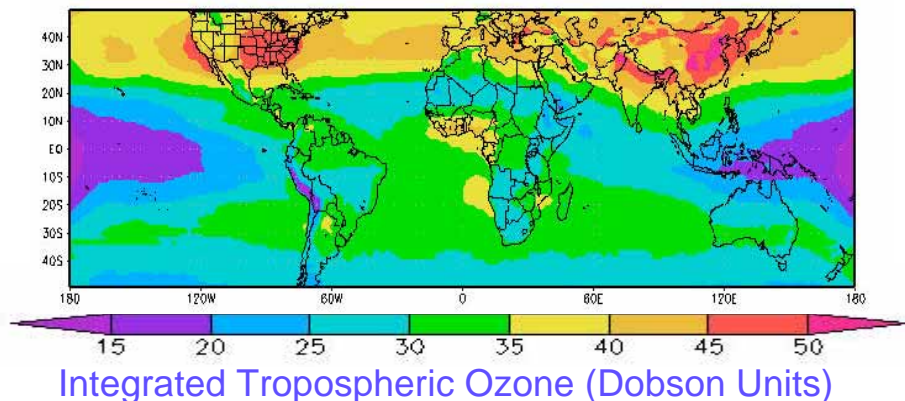 40N
30N
20N
10N
EQ
10S
20S
30S
40S
180 120W 60W 0 60E 120E 180
15 20 25 30 35 40 45 50
Integrated Tropospheric Ozone (Dobson Units)